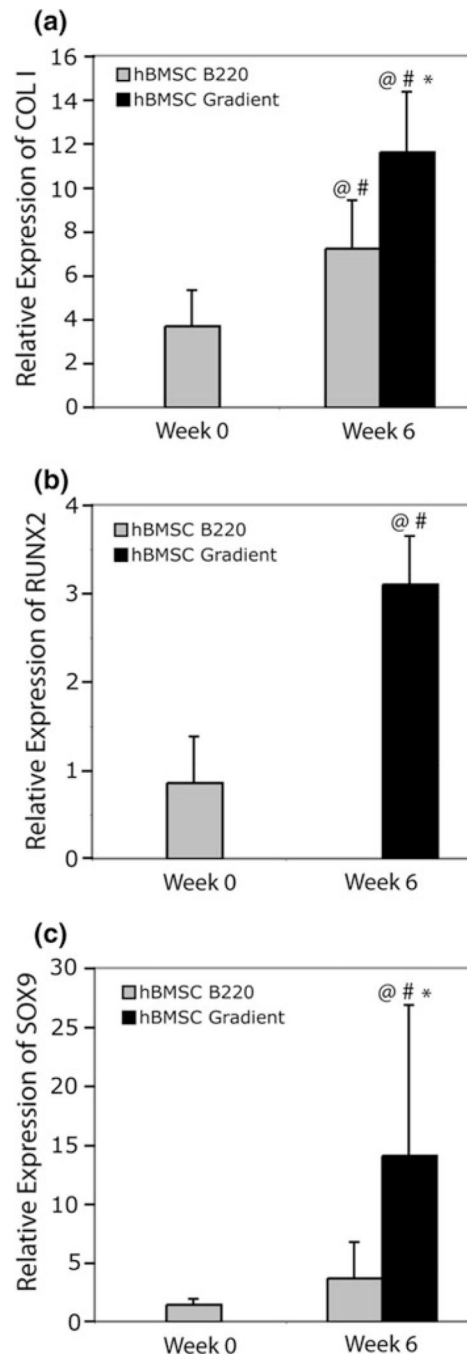 (a)
Relative Expression of COL I
16
14
12
10
8
6
4
2
0
hBMSC B220
hBMSC Gradient
@ #
@ # *
Week 0 Week 6
(b)
Relative Expression of RUNX2
4
3
2
1
0
hBMSC B220
hBMSC Gradient
@ #
Week 0 Week 6
(c)
Relative Expression of SOX9
30
25
20
15
10
5
0
hBMSC B220
hBMSC Gradient
@ # *
Week 0 Week 6